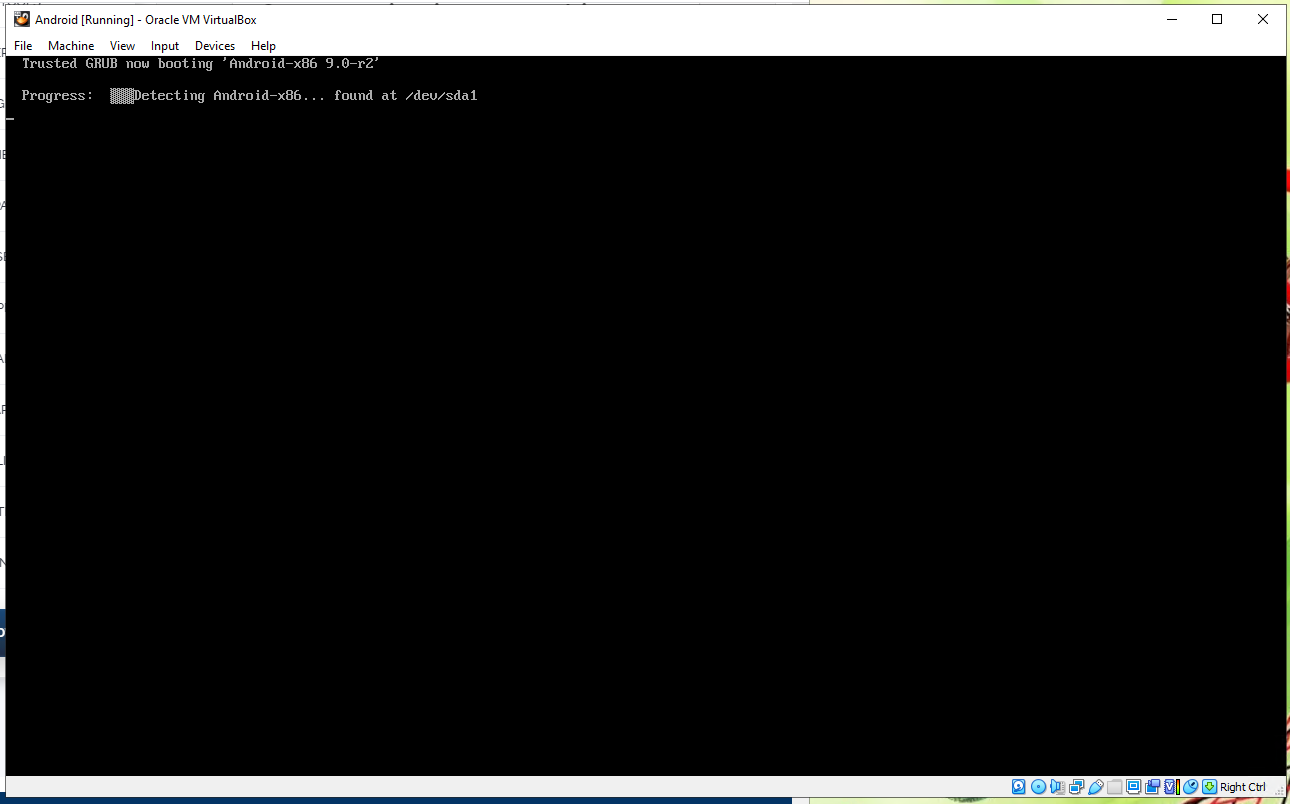 Android [Running] - Oracle VM VirtualBox
File Machine View Input Devices Help
Trusted GRUB now booting 'Android-x86 9.0-r2'
Progress: ▒▒▒Detecting Android-x86... found at /dev/sda1
_
Right Ctrl